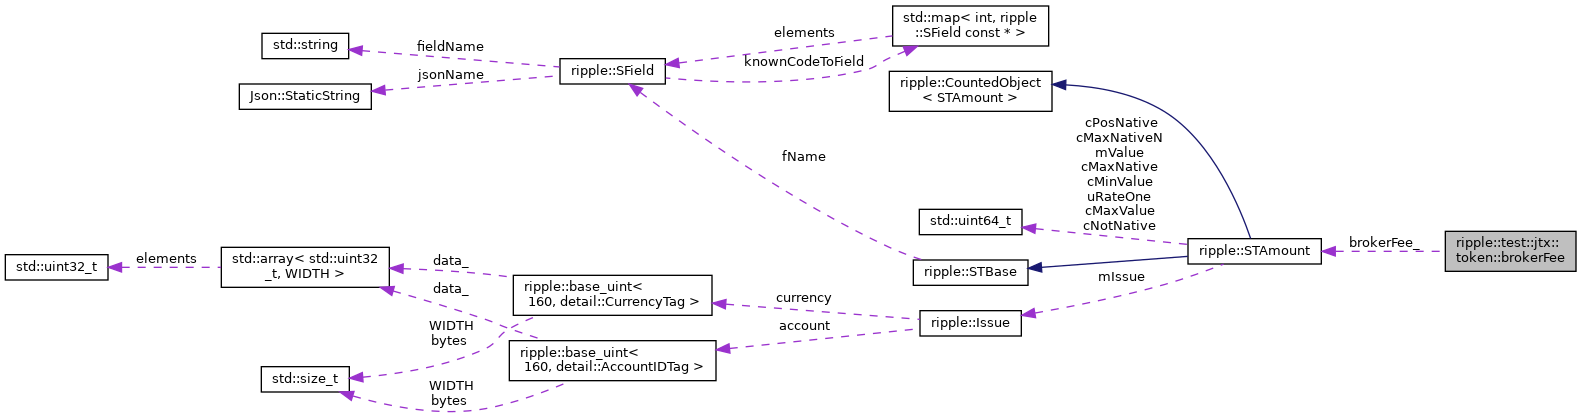 std::map< int, ripple
::SField const * >
elements
std::string
fieldName
knownCodeToField
ripple::SField
jsonName
Json::StaticString
ripple::CountedObject
< STAmount >
cPosNative
cMaxNativeN
mValue
cMaxNative
cMinValue
uRateOne
cMaxValue
cNotNative
fName
std::uint64_t
ripple::STAmount
brokerFee_
ripple::test::jtx::
token::brokerFee
std::uint32_t
elements
std::array< std::uint32
_t, WIDTH >
data_
data_
ripple::STBase
mIssue
ripple::base_uint<
160, detail::CurrencyTag >
currency
ripple::Issue
account
WIDTH
bytes
ripple::base_uint<
160, detail::AccountIDTag >
std::size_t
WIDTH
bytes